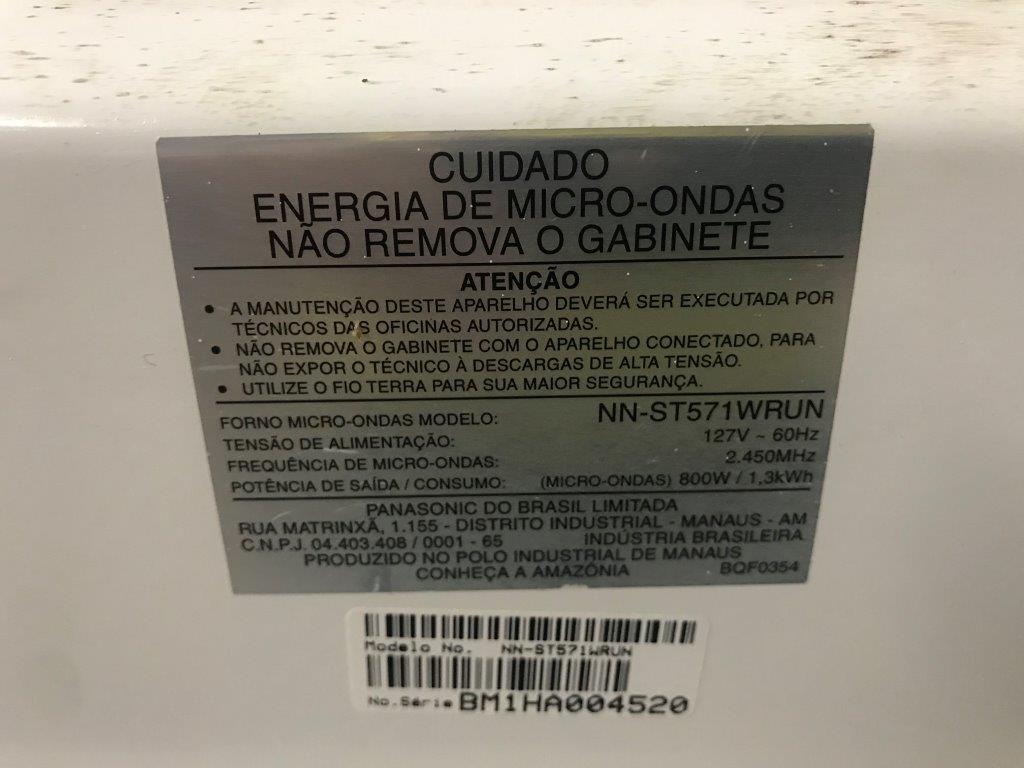 CUIDADO
ENERGIA DE MICRO-ONDAS
NÃO REMOVA O GABINETE
ATENÇÃO
• A MANUTENÇÃO DESTE APARELHO DEVERÁ SER EXECUTADA POR
TÉCNICOS DAS OFICINAS AUTORIZADAS.
• NÃO REMOVA O GABINETE COM O APARELHO CONECTADO, PARA
NÃO EXPOR O TÉCNICO À DESCARGAS DE ALTA TENSÃO.
• UTILIZE O FIO TERRA PARA SUA MAIOR SEGURANÇA.
FORNO MICRO-ONDAS MODELO: NN-ST571WRUN
TENSÃO DE ALIMENTAÇÃO: 127V ~ 60Hz
FREQUÊNCIA DE MICRO-ONDAS: 2.450MHz
POTÊNCIA DE SAÍDA / CONSUMO: (MICRO-ONDAS) 800W / 1,3kWh
PANASONIC DO BRASIL LIMITADA
RUA MATRINXÃ, 1.155 - DISTRITO INDUSTRIAL - MANAUS - AM
C.N.P.J. 04.403.408 / 0001 - 65 INDÚSTRIA BRASILEIRA
PRODUZIDO NO POLO INDUSTRIAL DE MANAUS
CONHEÇA A AMAZÔNIA BQF0354
Modelo No. NN-ST571WRUN
No.Série BM1HA004520